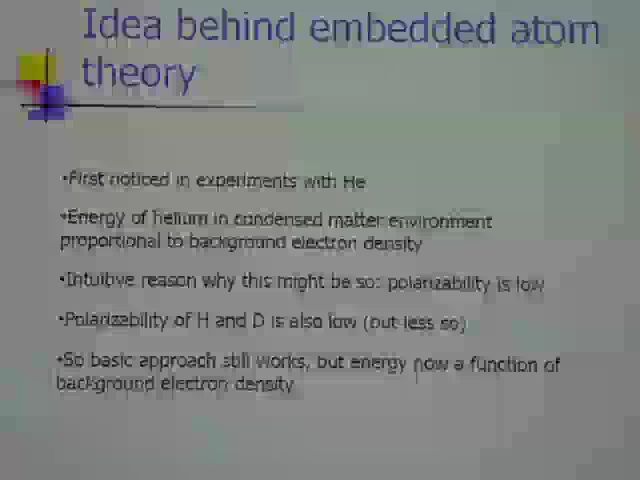 Idea behind embedded atom
theory
•First noticed in experiments with He
•Energy of helium in condensed matter environment
proportional to background electron density
•Intuitive reason why this might be so: polarizability is low
•Polarizability of H and D is also low (but less so)
•So basic approach still works, but energy now a function of
background electron density